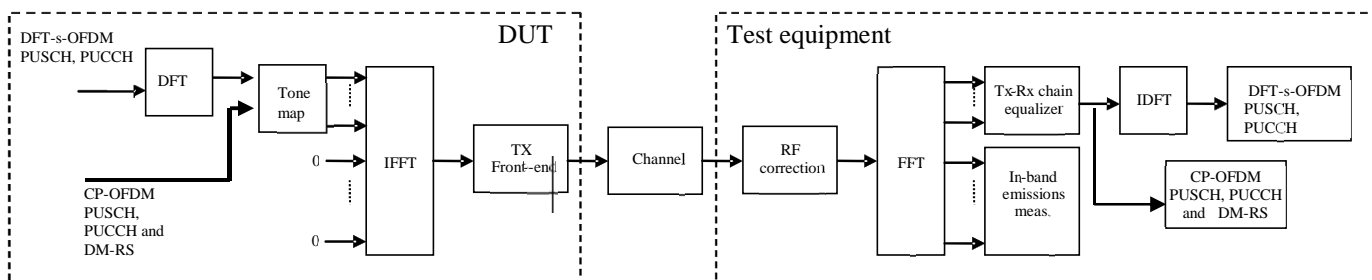 DUT
Test equipment
DFT-s-OFDM
PUSCH, PUCCH
DFT
Tone
map
0
0
IFFT
TX
Front-end
Channel
RF
correction
FFT
Tx-Rx chain
equalizer
IDFT
DFT-s-OFDM
PUSCH,
PUCCH
In-band
emissions
meas.
CP-OFDM
PUSCH, PUCCH
and DM-RS
CP-OFDM
PUSCH,
PUCCH and
DM-RS